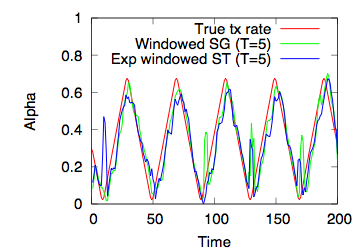 1
True tx rate
Windowed SG (T=5)
0.8
Exp windowed ST (T=5)
0.6
Alpha
0.4
0.2
0
0 50 100 150 200
Time